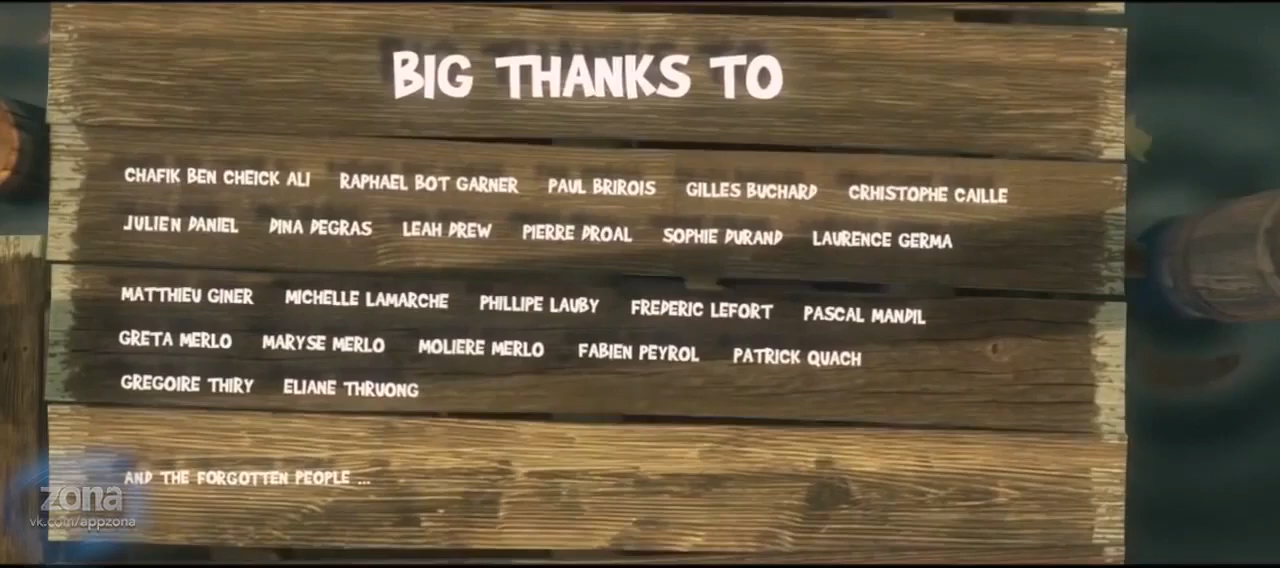 BIG THANKS TO
CHAFIK BEN CHEICK ALI RAPHAEL BOT GARNER PAUL BRIROIS GILLES BUCHARD CRHISTOPHE CAILLE
JULIEN DANIEL DINA DEGRAS LEAH DREW PIERRE DROAL SOPHIE DURAND LAURENCE GERMA
MATTHIEU GINER MICHELLE LAMARCHE PHILLIPE LAUBY FREDERIC LEFORT PASCAL MANDIL
GRETA MERLO MARYSE MERLO MOLIERE MERLO FABIEN PEYROL PATRICK QUACH
GREGOIRE THIRY ELIANE THRUONG
AND THE FORGOTTEN PEOPLE ...
zona
vk.com/appzona